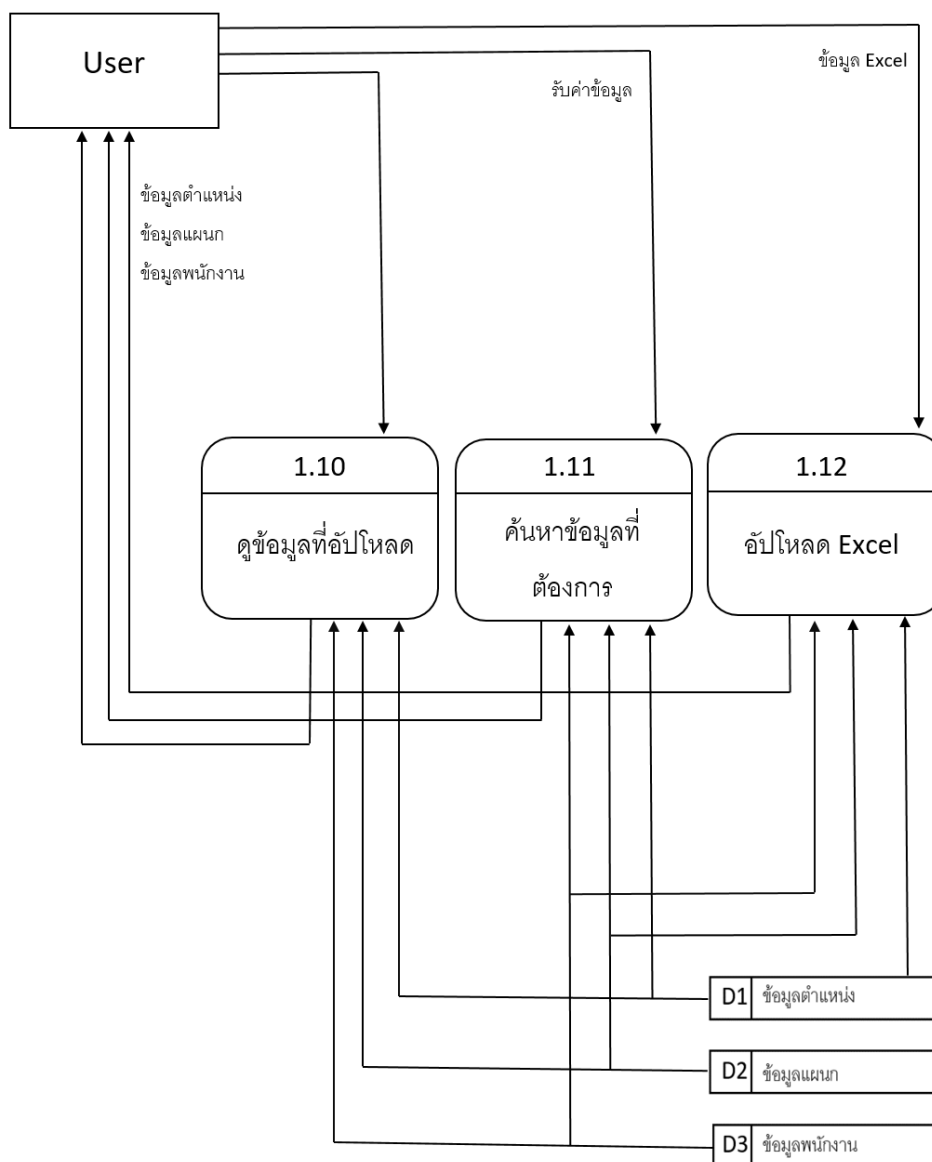 User
ข้อมูล Excel
รับค่าข้อมูล
ข้อมูลตำแหน่ง
ข้อมูลแผนก
ข้อมูลพนักงาน
1.10
ดูข้อมูลที่อัปโหลด
1.11
ค้นหาข้อมูลที่
ต้องการ
1.12
อัปโหลด Excel
D1 ข้อมูลตำแหน่ง
D2 ข้อมูลแผนก
D3 ข้อมูลพนักงาน